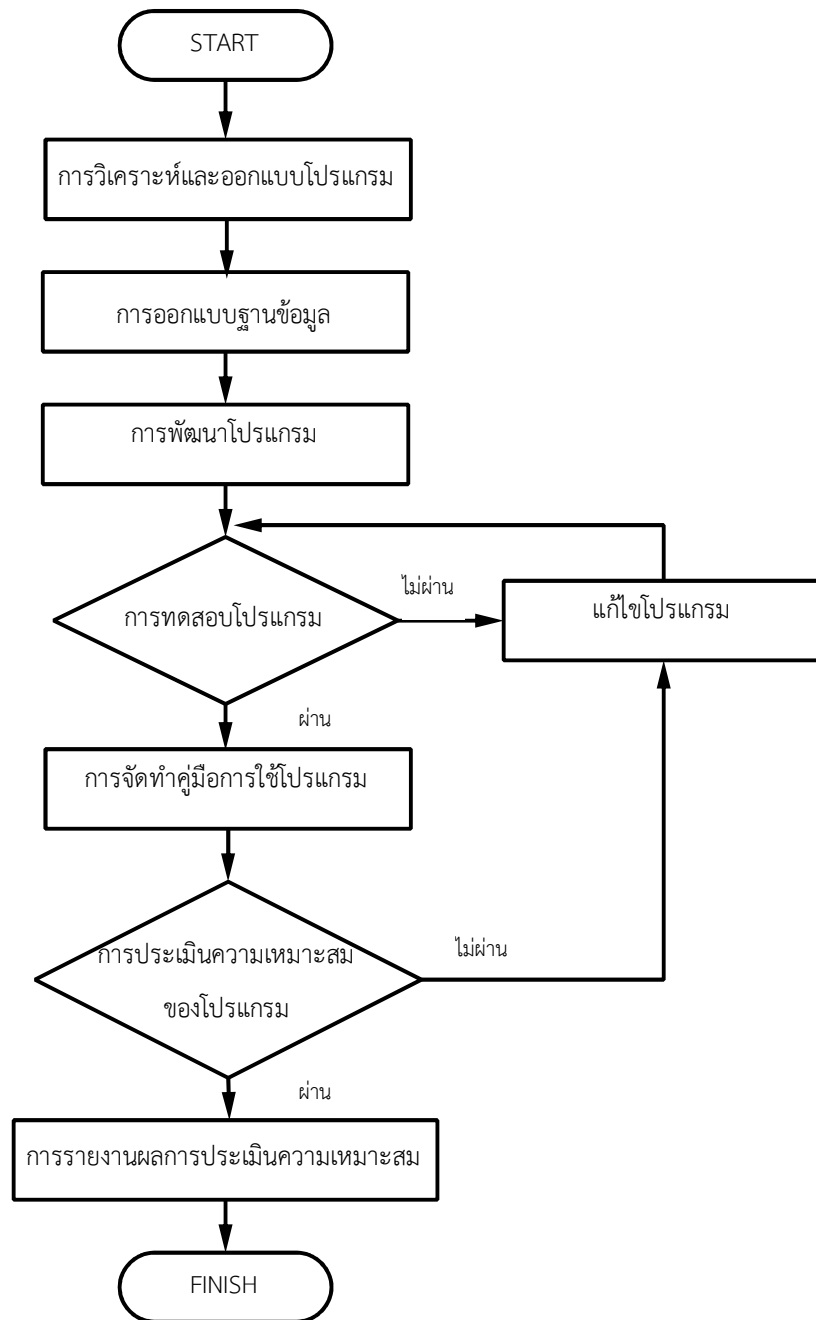 START
การวิเคราะห์และออกแบบโปรแกรม
การออกแบบฐานข้อมูล
การพัฒนาโปรแกรม
การทดสอบโปรแกรม
ไม่ผ่าน
แก้ไขโปรแกรม
ผ่าน
การจัดทำคู่มือการใช้โปรแกรม
การประเมินความเหมาะสม
ของโปรแกรม
ไม่ผ่าน
ผ่าน
การรายงานผลการประเมินความเหมาะสม
FINISH